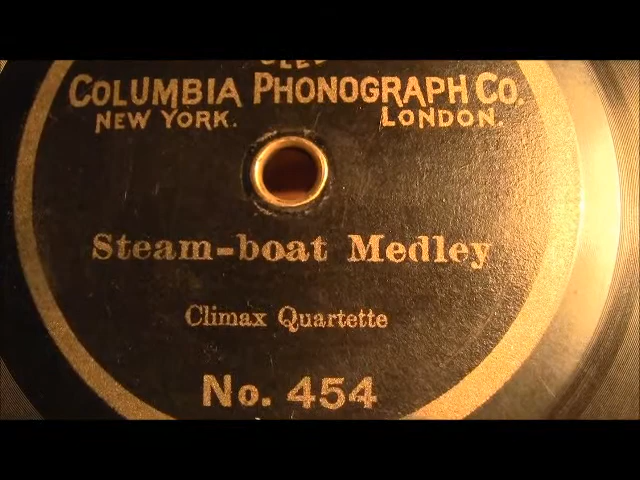 COLUMBIA PHONOGRAPH CO.
NEW YORK. LONDON.
Steam-boat Medley
Climax Quartette
No. 454